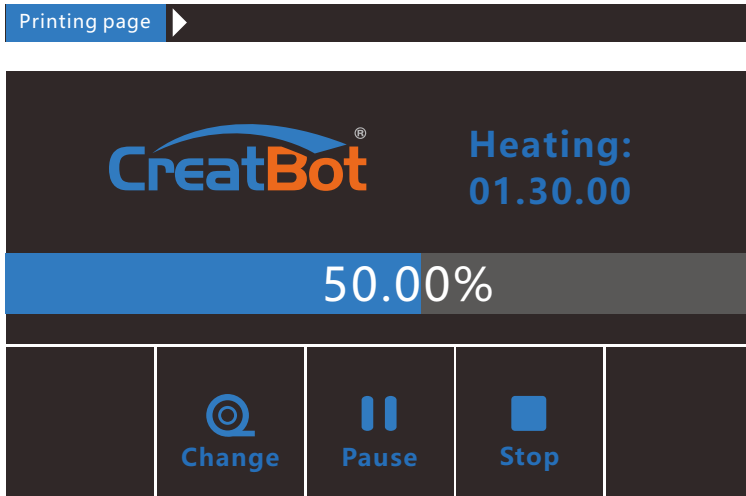 Printing page
CreatBot®
Heating:
01.30.00
50.00%
Change
Pause
Stop